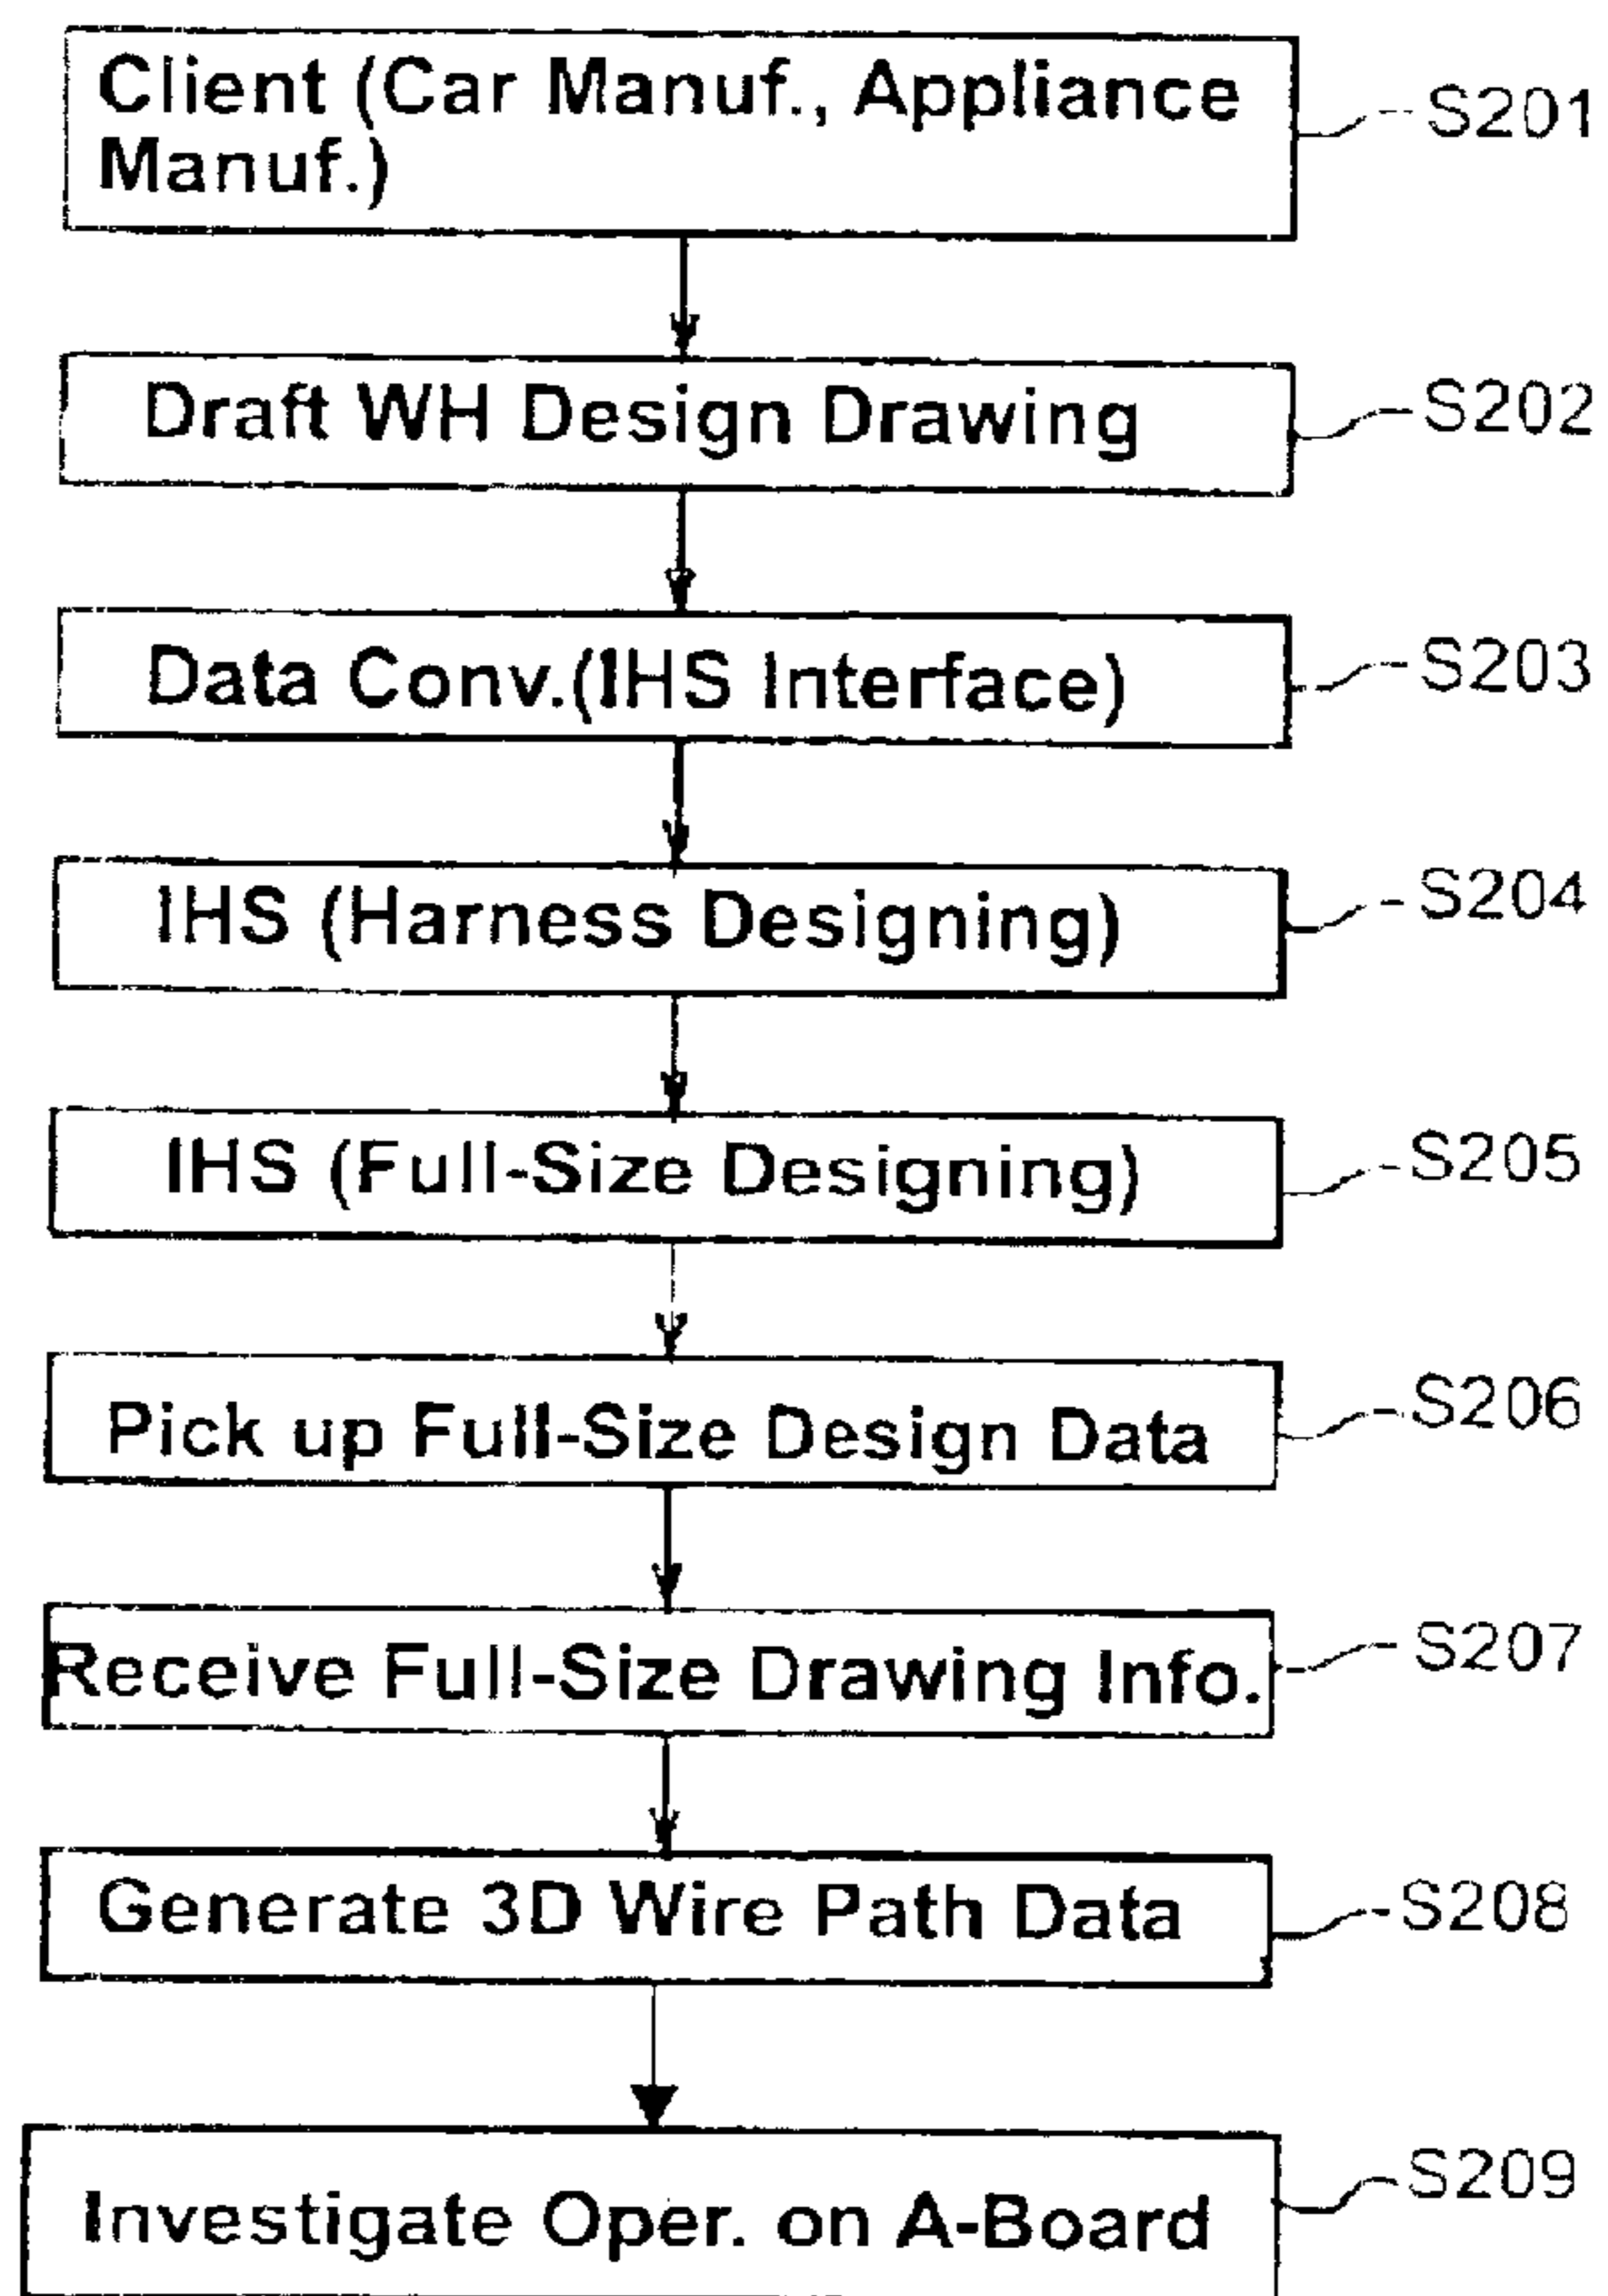 Client (Car Manuf., Appliance
Manuf.)
S201
Draft WH Design Drawing
S202
Data Conv.(IHS Interface)
S203
IHS (Harness Designing)
S204
IHS (Full-Size Designing)
S205
Pick up Full-Size Design Data
S206
Receive Full-Size Drawing Info.
S207
Generate 3D Wire Path Data
S208
Investigate Oper. on A-Board
S209